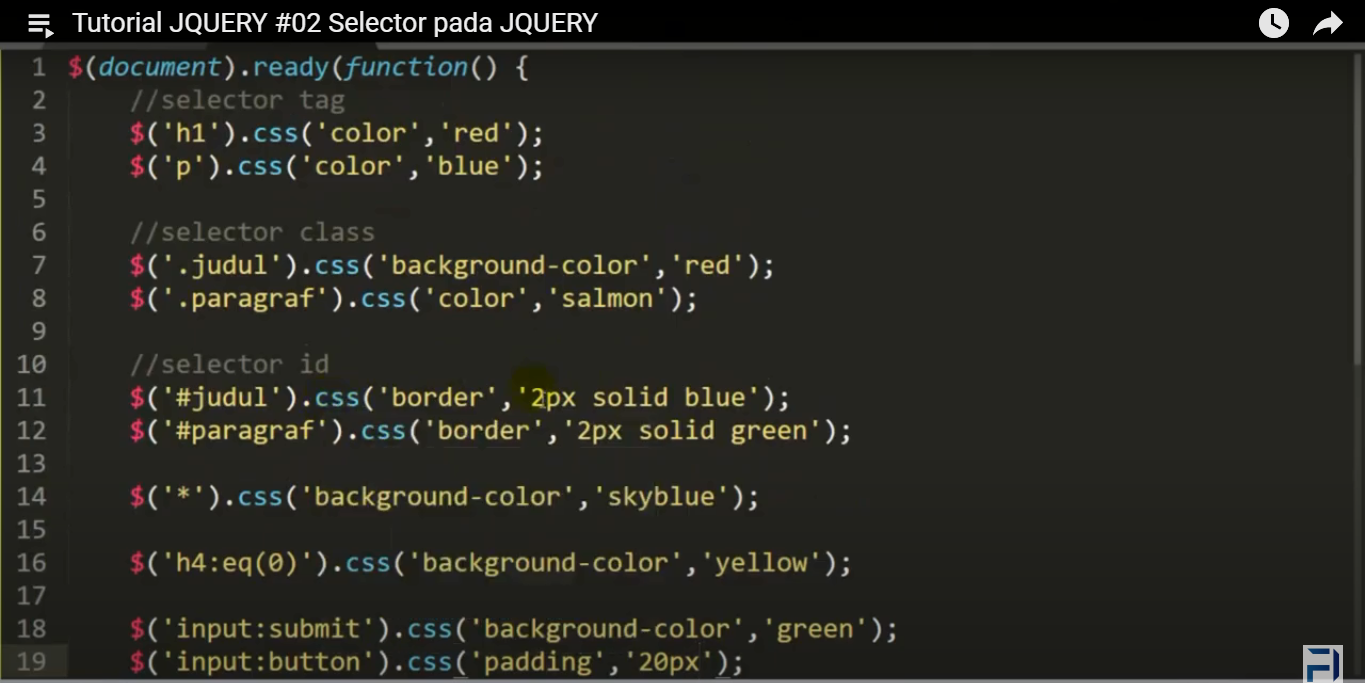 Tutorial JQUERY #02 Selector pada JQUERY
1 $(document).ready(function() {
2 //selector tag
3 $('h1').css('color','red');
4 $('p').css('color','blue');
5
6 //selector class
7 $('.judul').css('background-color','red');
8 $('.paragraf').css('color','salmon');
9
10 //selector id
11 $('#judul').css('border','2px solid blue');
12 $('#paragraf').css('border','2px solid green');
13
14 $('*').css('background-color','skyblue');
15
16 $('h4:eq(0)').css('background-color','yellow');
17
18 $('input:submit').css('background-color','green');
19 $('input:button').css('padding','20px');